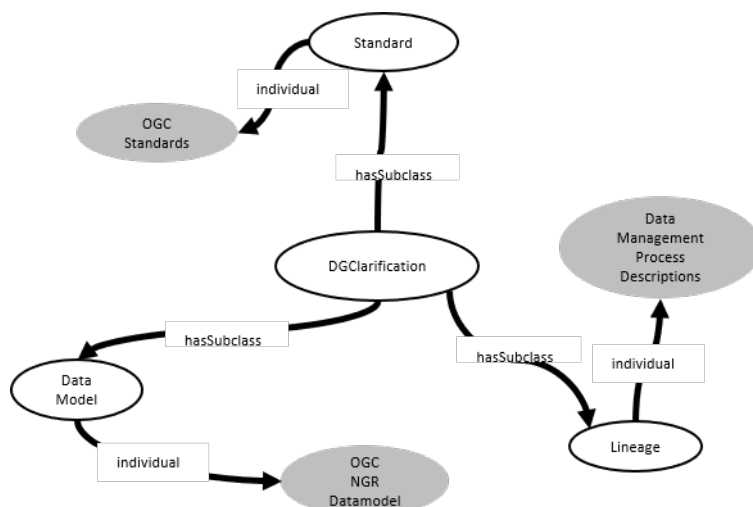 Standard
individual
OGC
Standards
hasSubclass
Data
Management
Process
Descriptions
DGClarification
hasSubclass
hasSubclass
individual
Data
Model
Lineage
individual
OGC
NGR
Datamodel